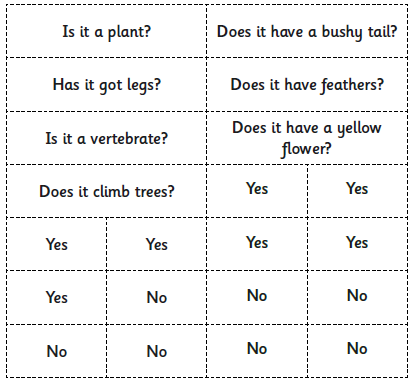 Is it a plant?
Does it have a bushy tail?
Has it got legs?
Does it have feathers?
Is it a vertebrate?
Does it have a yellow
flower?
Does it climb trees?
Yes
Yes
Yes
Yes
Yes
Yes
Yes
No
No
No
No
No
No
No